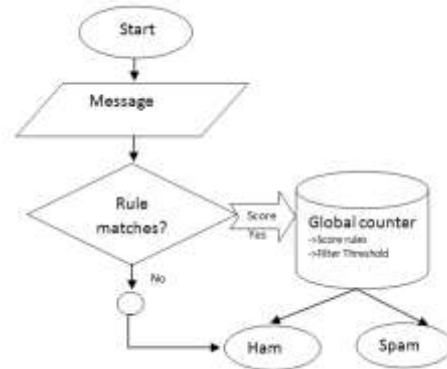 Start
Message
Rule
matches?
Score
Yes
Global counter
->Score rules
->Filter Threshold
No
Ham
Spam